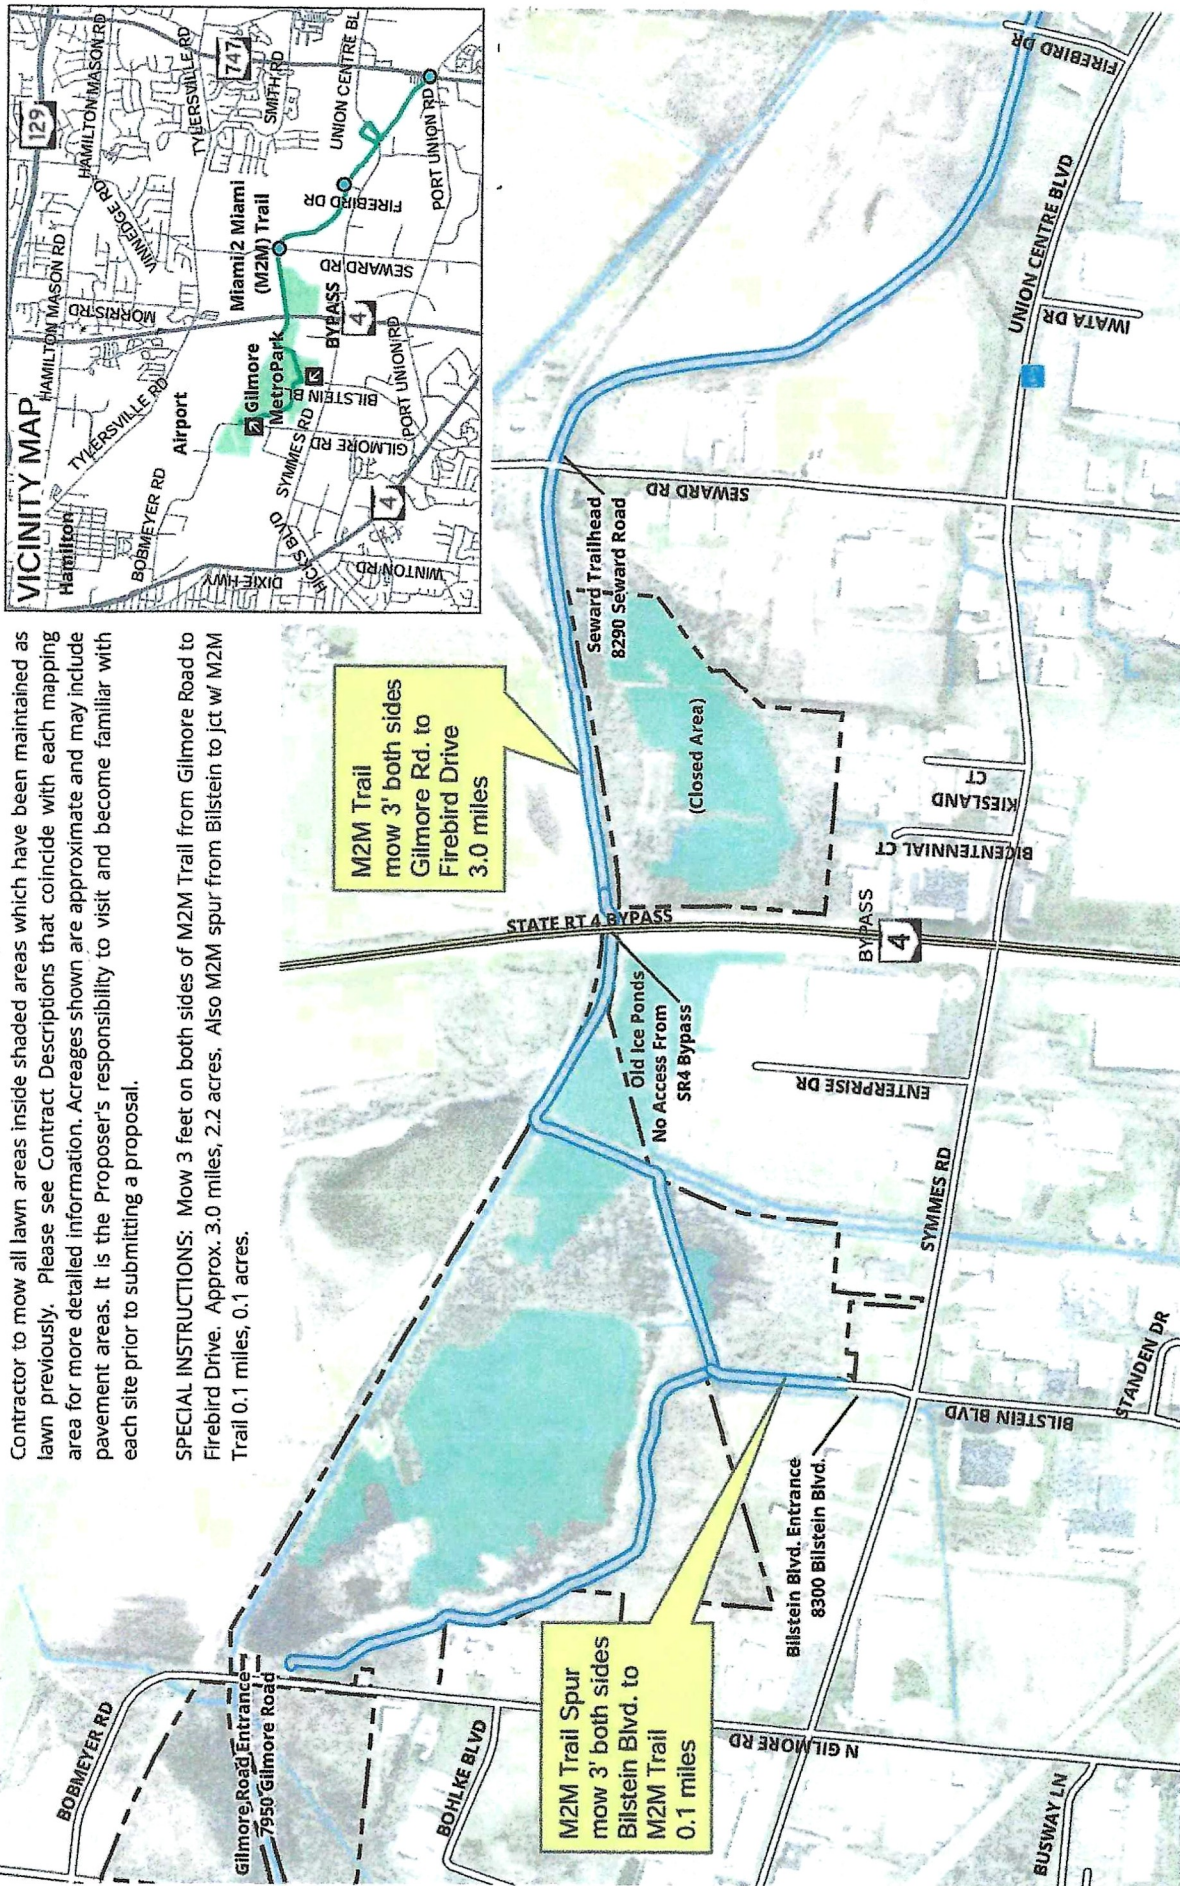 Contractor to mow all lawn areas inside shaded areas which have been maintained as
lawn previously. Please see Contract Descriptions that coincide with each mapping
area for more detailed information. Acreages shown are approximate and may include
pavement areas. It is the Proposer's responsibility to visit and become familiar with
each site prior to submitting a proposal.
SPECIAL INSTRUCTIONS: Mow 3 feet on both sides of M2M Trail from Gilmore Road to
Firebird Drive. Approx. 3.0 miles, 2.2 acres. Also M2M spur from Bilstein to jct w/ M2M
Trail 0.1 miles, 0.1 acres.
VICINITY MAP
Hamilton
129
HAMILTON MASON RD
HAMILTON MASON RD
VINNEDGE RD
MORRIS RD
TYLERSVILLE RD
TYLERSVILLE RD
747
SMITH RD
UNION CENTRE BL
BOBMEYER RD
Airport
Miami 2 Miami
(M2M) Trail
Gilmore
MetroPark
FIREBIRD DR
PORT UNION RD
SEWARD RD
BYPASS
4
BILSTEIN BL
SYMMES RD
GILMORE RD
PORT UNION RD
HICKS BLVD
DIXIE HWY
4
WINTON RD
M2M Trail
mow 3' both sides
Gilmore Rd. to
Firebird Drive
3.0 miles
FIREBIRD DR
UNION CENTRE BLVD
IWATA DR
SEWARD RD
Seward Trailhead
8290 Seward Road
(Closed Area)
KIESLAND
CT
BICENTENNIAL CT
STATE RT 4 BYPASS
BYPASS
4
Old Ice Ponds
No Access From
SR4 Bypass
ENTERPRISE DR
SYMMES RD
STANDEN DR
BILSTEIN BLVD
Bilstein Blvd. Entrance
8300 Bilstein Blvd.
M2M Trail Spur
mow 3' both sides
Bilstein Blvd. to
M2M Trail
0.1 miles
BOBMEYER RD
Gilmore Road Entrance
7950 Gilmore Road
BOHLKE BLVD
N GILMORE RD
BUSWAY LN